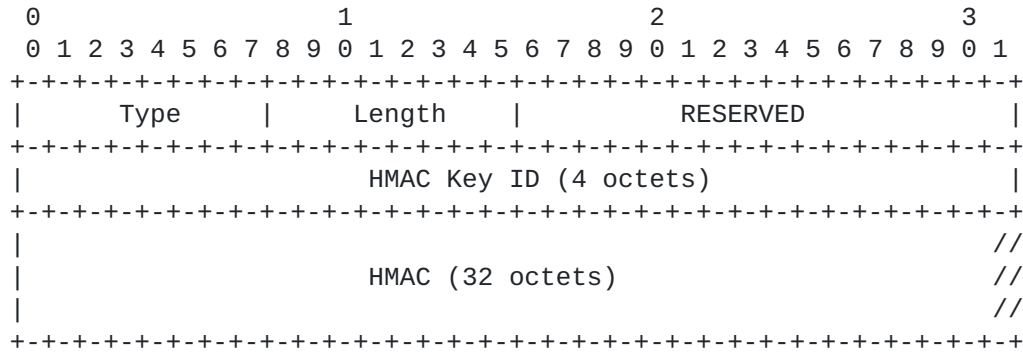 0                   1                   2                   3
 0 1 2 3 4 5 6 7 8 9 0 1 2 3 4 5 6 7 8 9 0 1 2 3 4 5 6 7 8 9 0 1
+-+-+-+-+-+-+-+-+-+-+-+-+-+-+-+-+-+-+-+-+-+-+-+-+-+-+-+-+-+-+-+-+
|      Type     |     Length    |          RESERVED             |
+-+-+-+-+-+-+-+-+-+-+-+-+-+-+-+-+-+-+-+-+-+-+-+-+-+-+-+-+-+-+-+-+
|                      HMAC Key ID (4 octets)                   |
+-+-+-+-+-+-+-+-+-+-+-+-+-+-+-+-+-+-+-+-+-+-+-+-+-+-+-+-+-+-+-+-+
|                                                              //
|                      HMAC (32 octets)                        //
|                                                              //
+-+-+-+-+-+-+-+-+-+-+-+-+-+-+-+-+-+-+-+-+-+-+-+-+-+-+-+-+-+-+-+-+